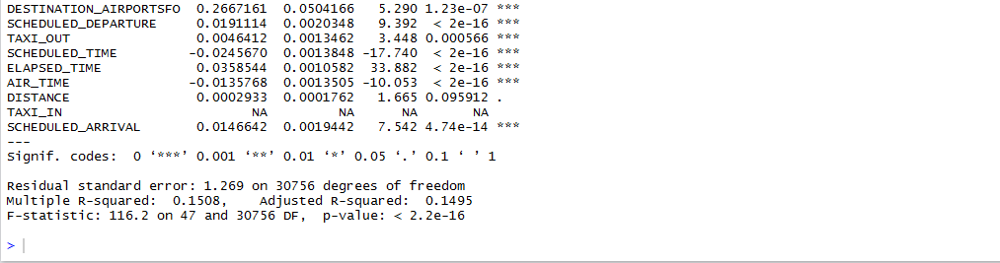 DESTINATION_AIRPORTSFO 0.2667161 0.0504166 5.290 1.23e-07 ***
SCHEDULED_DEPARTURE 0.0191114 0.0020348 9.392 < 2e-16 ***
TAXI_OUT 0.0046412 0.0013462 3.448 0.000566 ***
SCHEDULED_TIME -0.0245670 0.0013848 -17.740 < 2e-16 ***
ELAPSED_TIME 0.0358544 0.0010582 33.882 < 2e-16 ***
AIR_TIME -0.0135768 0.0013505 -10.053 < 2e-16 ***
DISTANCE 0.0002933 0.0001762 1.665 0.095912 .
TAXI_IN NA NA NA NA
SCHEDULED_ARRIVAL 0.0146642 0.0019442 7.542 4.74e-14 ***
---
Signif. codes: 0 ‘***’ 0.001 ‘**’ 0.01 ‘*’ 0.05 ‘.’ 0.1 ‘ ’ 1
Residual standard error: 1.269 on 30756 degrees of freedom
Multiple R-squared: 0.1508, Adjusted R-squared: 0.1495
F-statistic: 116.2 on 47 and 30756 DF, p-value: < 2.2e-16
>